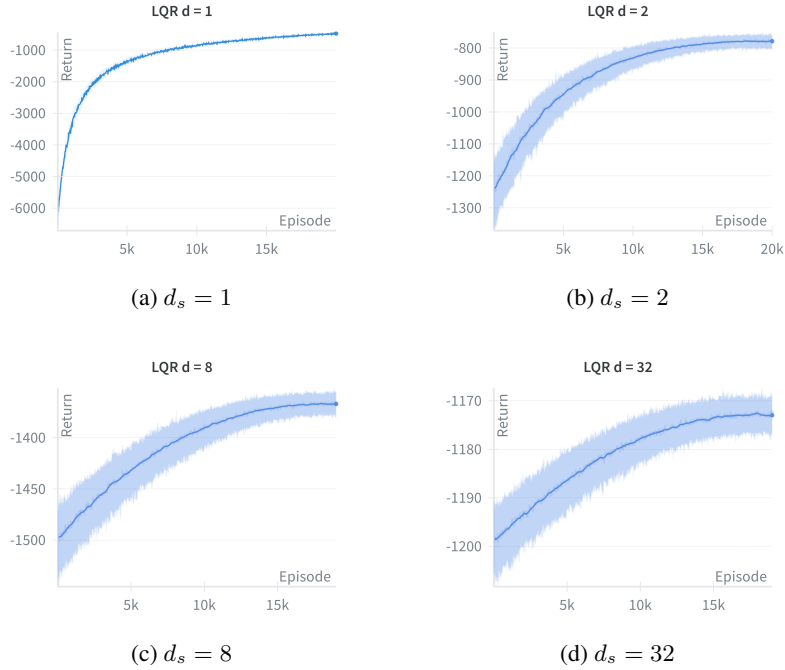 LQR d = 1
Return
-1000
-2000
-3000
-4000
-5000
-6000
Episode
5k
10k
15k
(a) d_s = 1
LQR d = 2
Return
-800
-900
-1000
-1100
-1200
-1300
Episode
5k
10k
15k
20k
(b) d_s = 2
LQR d = 8
Return
-1400
-1450
-1500
Episode
5k
10k
15k
(c) d_s = 8
LQR d = 32
Return
-1170
-1180
-1190
-1200
Episode
5k
10k
15k
(d) d_s = 32